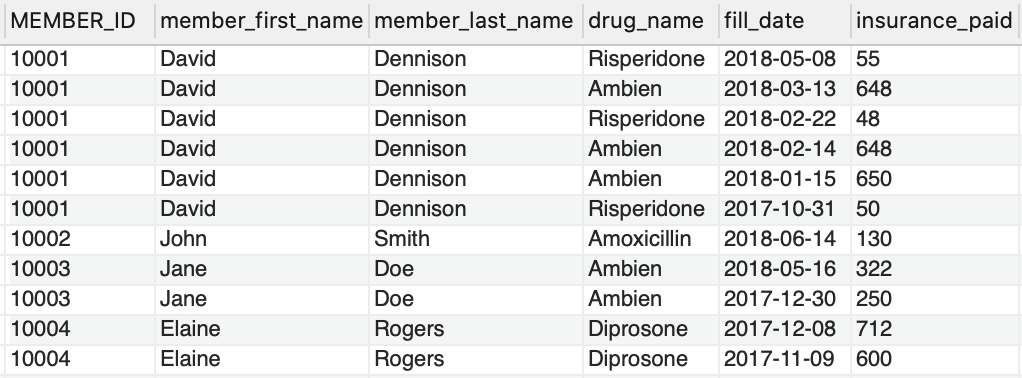 MEMBER_ID member_first_name member_last_name drug_name fill_date insurance_paid
10001 David Dennison Risperidone 2018-05-08 55
10001 David Dennison Ambien 2018-03-13 648
10001 David Dennison Risperidone 2018-02-22 48
10001 David Dennison Ambien 2018-02-14 648
10001 David Dennison Ambien 2018-01-15 650
10001 David Dennison Risperidone 2017-10-31 50
10002 John Smith Amoxicillin 2018-06-14 130
10003 Jane Doe Ambien 2018-05-16 322
10003 Jane Doe Ambien 2017-12-30 250
10004 Elaine Rogers Diprosone 2017-12-08 712
10004 Elaine Rogers Diprosone 2017-11-09 600